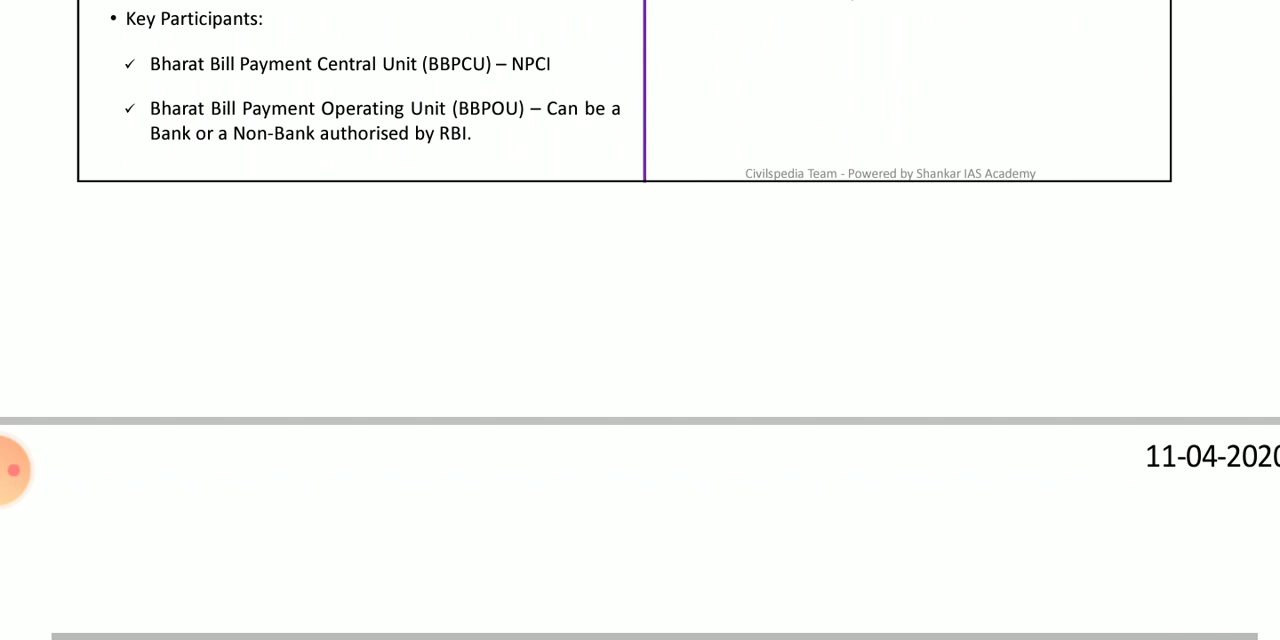 • Key Participants:
✓ Bharat Bill Payment Central Unit (BBPCU) – NPCI
✓ Bharat Bill Payment Operating Unit (BBPOU) – Can be a
Bank or a Non-Bank authorised by RBI.
Civilspedia Team - Powered by Shankar IAS Academy
11-04-2020